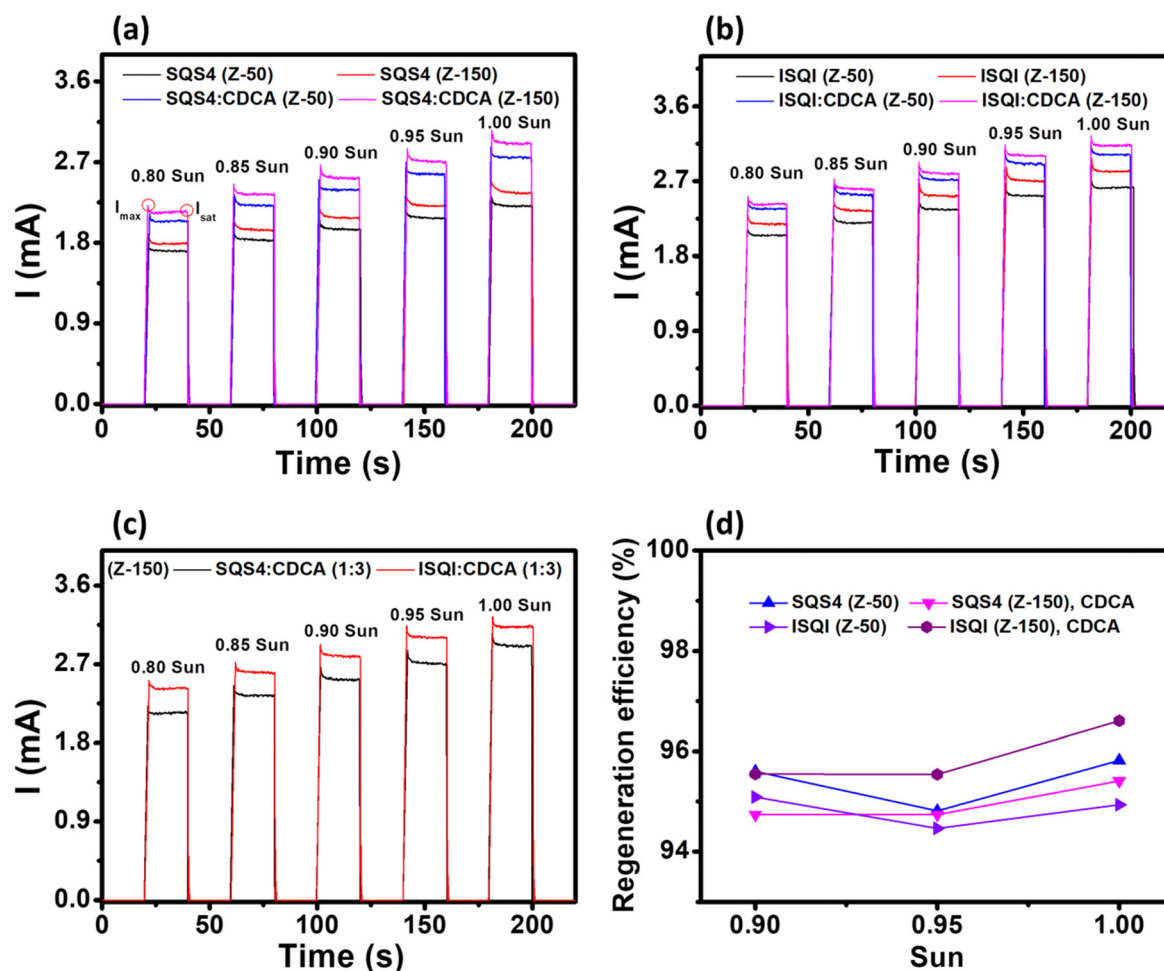 (a)
SQS4 (Z-50) SQS4 (Z-150)
SQS4:CDCA (Z-50) SQS4:CDCA (Z-150)
0.80 Sun 0.85 Sun 0.90 Sun 0.95 Sun 1.00 Sun
Imax Isat
I (mA)
3.6
2.7
1.8
0.9
0.0
0 50 100 150 200
Time (s)
(b)
ISQI (Z-50) ISQI (Z-150)
ISQI:CDCA (Z-50) ISQI:CDCA (Z-150)
0.80 Sun 0.85 Sun 0.90 Sun 0.95 Sun 1.00 Sun
I (mA)
3.6
2.7
1.8
0.9
0.0
0 50 100 150 200
Time (s)
(c)
(Z-150) SQS4:CDCA (1:3) ISQI:CDCA (1:3)
0.80 Sun 0.85 Sun 0.90 Sun 0.95 Sun 1.00 Sun
I (mA)
3.6
2.7
1.8
0.9
0.0
0 50 100 150 200
Time (s)
(d)
SQS4 (Z-50) SQS4 (Z-150), CDCA
ISQI (Z-50) ISQI (Z-150), CDCA
Regeneration efficiency (%)
100
98
96
94
0.90 0.95 1.00
Sun